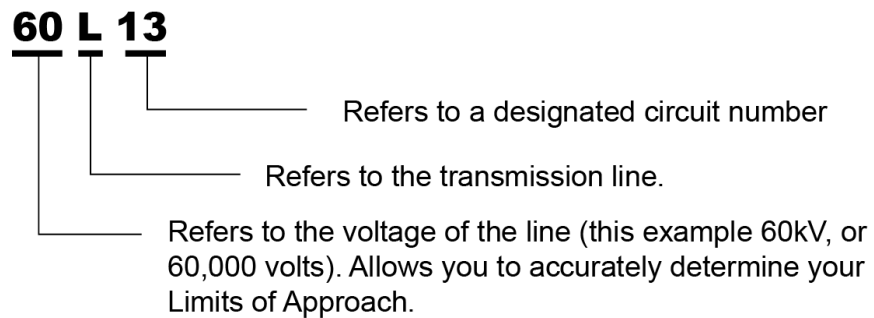 60 L 13
Refers to a designated circuit number
Refers to the transmission line.
Refers to the voltage of the line (this example 60kV, or
60,000 volts). Allows you to accurately determine your
Limits of Approach.